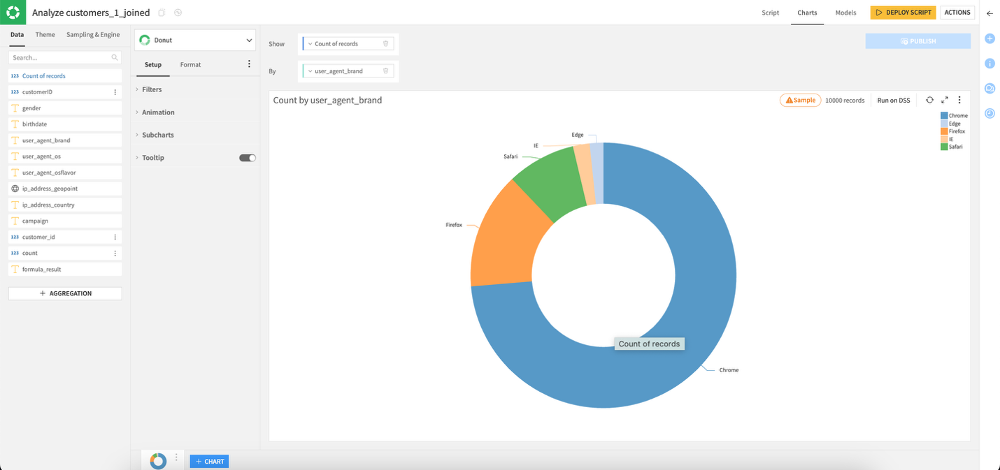 Analyze customers_1_joined
Script
Charts
Models
DEPLOY SCRIPT
ACTIONS
Data
Theme
Sampling & Engine
Search...
123 Count of records
123 customerID
gender
birthdate
user_agent_brand
user_agent_os
user_agent_osflavor
ip_address_geopoint
ip_address_country
campaign
123 customer_id
123 count
formula_result
+ AGGREGATION
Donut
Setup
Format
Filters
Animation
Subcharts
Tooltip
Show
Count of records
By
user_agent_brand
PUBLISH
Count by user_agent_brand
Sample
10000 records
Run on DSS
Chrome
Edge
Firefox
IE
Safari
Edge
IE
Safari
Firefox
Count of records
Chrome
+ CHART